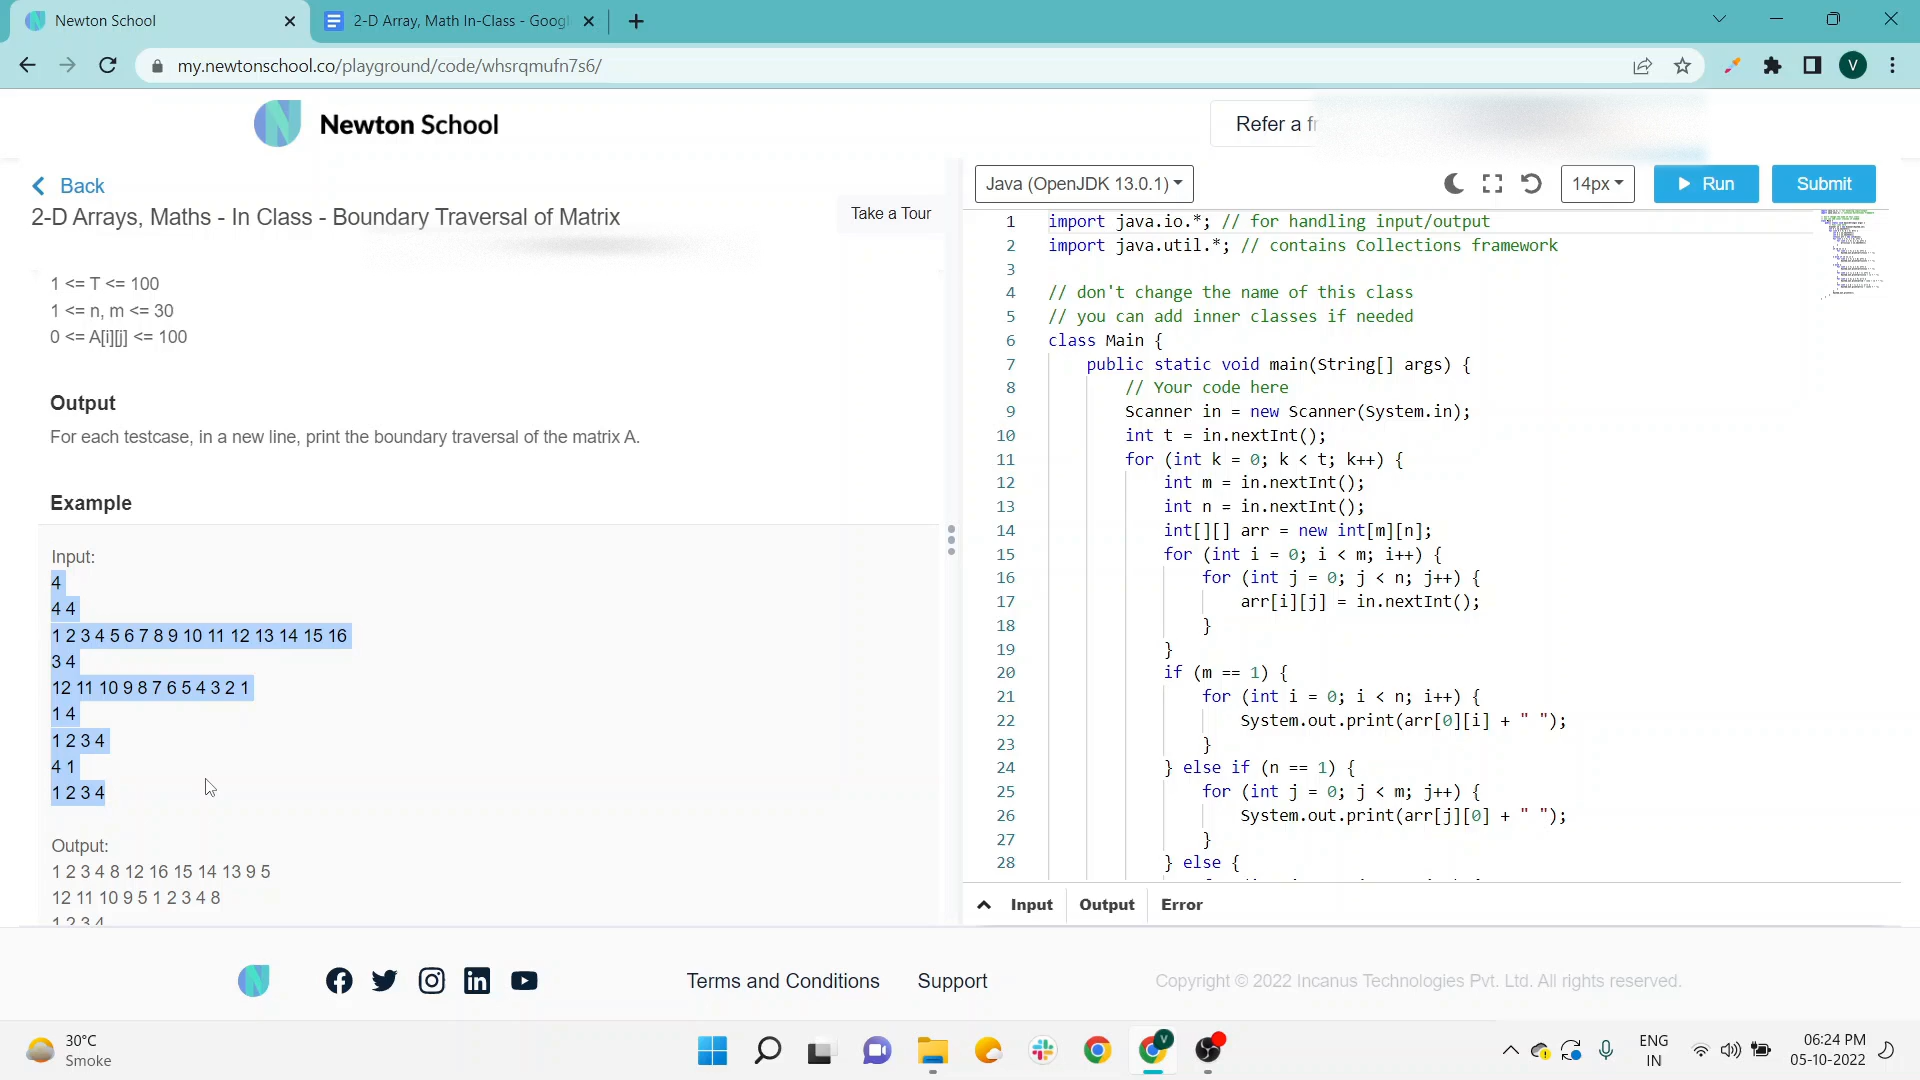 Newton School
2-D Array, Math In-Class - Googl
my.newtonschool.co/playground/code/whsrqmufn7s6/
V
Newton School
Refer a fr
Back
2-D Arrays, Maths - In Class - Boundary Traversal of Matrix
Take a Tour
1 <= T <= 100
1 <= n, m <= 30
0 <= A[i][j] <= 100
Output
For each testcase, in a new line, print the boundary traversal of the matrix A.
Example
Input:
4
4 4
1 2 3 4 5 6 7 8 9 10 11 12 13 14 15 16
3 4
12 11 10 9 8 7 6 5 4 3 2 1
1 4
1 2 3 4
4 1
1 2 3 4
Output:
1 2 3 4 8 12 16 15 14 13 9 5
12 11 10 9 5 1 2 3 4 8
1 2 3 4
Java (OpenJDK 13.0.1)
14px
Run
Submit
1 import java.io.*; // for handling input/output
2 import java.util.*; // contains Collections framework
3
4 // don't change the name of this class
5 // you can add inner classes if needed
6 class Main {
7 public static void main(String[] args) {
8 // Your code here
9 Scanner in = new Scanner(System.in);
10 int t = in.nextInt();
11 for (int k = 0; k < t; k++) {
12 int m = in.nextInt();
13 int n = in.nextInt();
14 int[][] arr = new int[m][n];
15 for (int i = 0; i < m; i++) {
16 for (int j = 0; j < n; j++) {
17 arr[i][j] = in.nextInt();
18 }
19 }
20 if (m == 1) {
21 for (int i = 0; i < n; i++) {
22 System.out.print(arr[0][i] + " ");
23 }
24 } else if (n == 1) {
25 for (int j = 0; j < m; j++) {
26 System.out.print(arr[j][0] + " ");
27 }
28 } else {
Input Output Error
Terms and Conditions
Support
Copyright © 2022 Incanus Technologies Pvt. Ltd. All rights reserved.
30°C
Smoke
V
ENG
IN
06:24 PM
05-10-2022